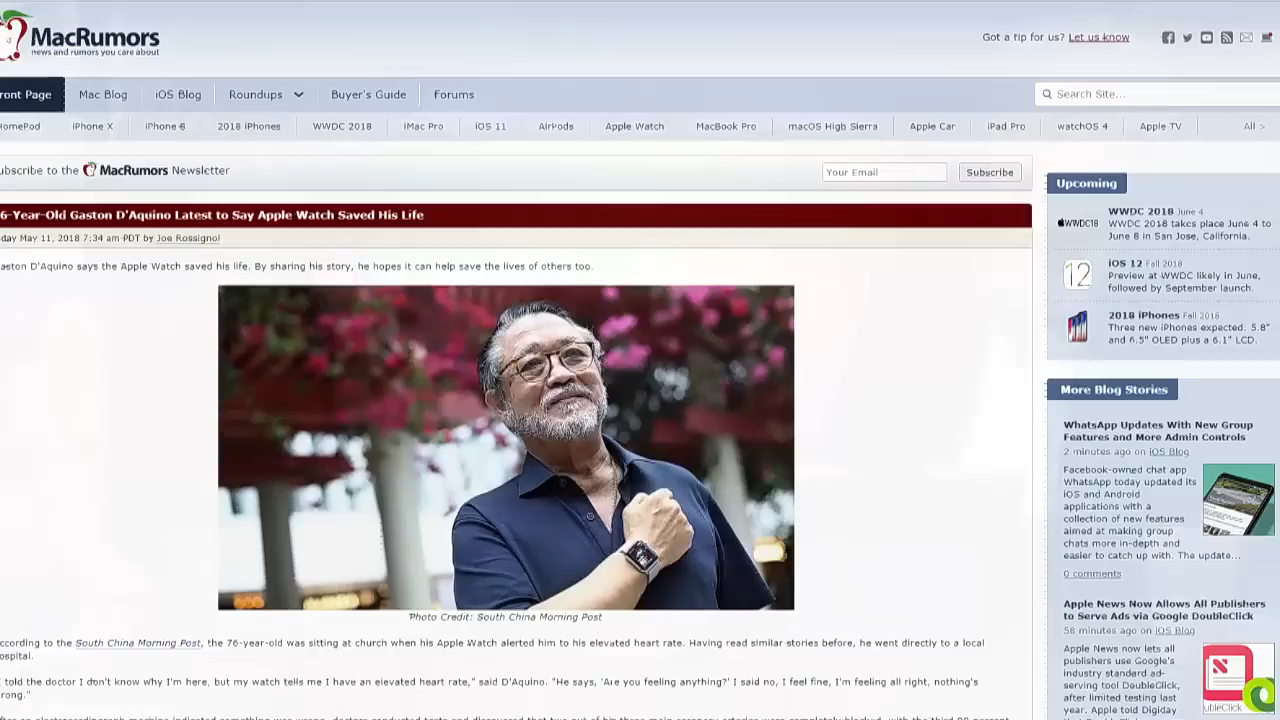 MacRumors
news and rumors you care about
Got a tip for us? Let us know
ront Page Mac Blog iOS Blog Roundups Buyer's Guide Forums
Search Site...
omePod iPhone X iPhone 8 2018 iPhones WWDC 2018 iMac Pro iOS 11 AirPods Apple Watch MacBook Pro macOS High Sierra Apple Car iPad Pro watchOS 4 Apple TV All >
ubscribe to the MacRumors Newsletter
Your Email Subscribe
6-Year-Old Gaston D'Aquino Latest to Say Apple Watch Saved His Life
day May 11, 2018 7:34 am PDT by Joe Rossignol
aston D'Aquino says the Apple Watch saved his life. By sharing his story, he hopes it can help save the lives of others too.
Photo Credit: South China Morning Post
ccording to the South China Morning Post, the 76-year-old was sitting at church when his Apple Watch alerted him to his elevated heart rate. Having read similar stories before, he went directly to a local
ospital.
I told the doctor I don't know why I'm here, but my watch tells me I have an elevated heart rate," said D'Aquino. "He says, 'Are you feeling anything?' I said no, I feel fine, I'm feeling all right, nothing's
rong."
Upcoming
WWDC18
WWDC 2018 June 4
WWDC 2018 takes place June 4 to
June 8 in San Jose, California.
12
iOS 12 Fall 2018
Preview at WWDC likely in June,
followed by September launch.
2018 iPhones Fall 2018
Three new iPhones expected: 5.8"
and 6.5" OLED plus a 6.1" LCD.
More Blog Stories
WhatsApp Updates With New Group
Features and More Admin Controls
2 minutes ago on iOS Blog
Facebook-owned chat app
WhatsApp today updated its
iOS and Android
applications with a
collection of new features
aimed at making group
chats more in-depth and
easier to catch up with. The update...
0 comments
Apple News Now Allows All Publishers
to Serve Ads via Google DoubleClick
58 minutes ago on iOS Blog
Apple News now lets all
publishers use Google's
industry standard ad-
serving tool DoubleClick,
after limited testing last
year. Apple told Digiday
ubleClick